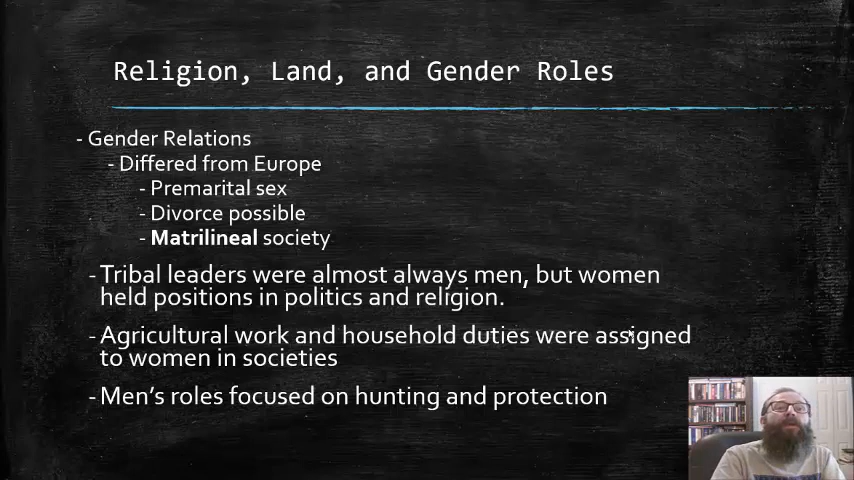 Religion, Land, and Gender Roles
- Gender Relations
- Differed from Europe
- Premarital sex
- Divorce possible
- Matrilineal society
- Tribal leaders were almost always men, but women
held positions in politics and religion.
- Agricultural work and household duties were assigned
to women in societies
- Men's roles focused on hunting and protection